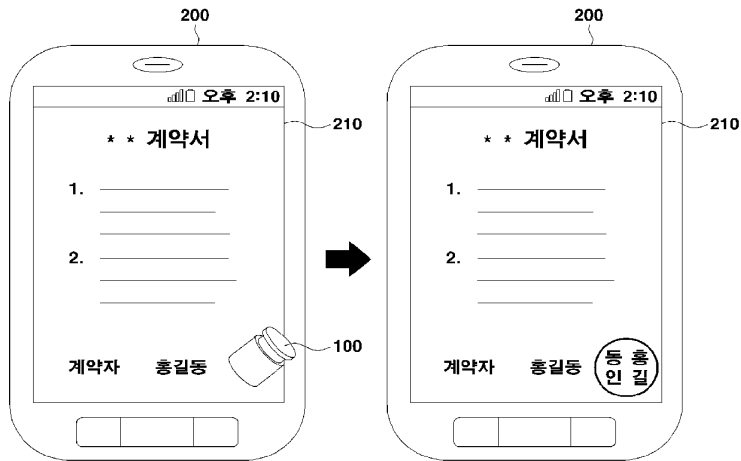 200
오후 2:10
210
* * 계약서
1.
2.
100
계약자 홍길동
200
오후 2:10
210
* * 계약서
1.
2.
계약자 홍길동
동 홍
인 길